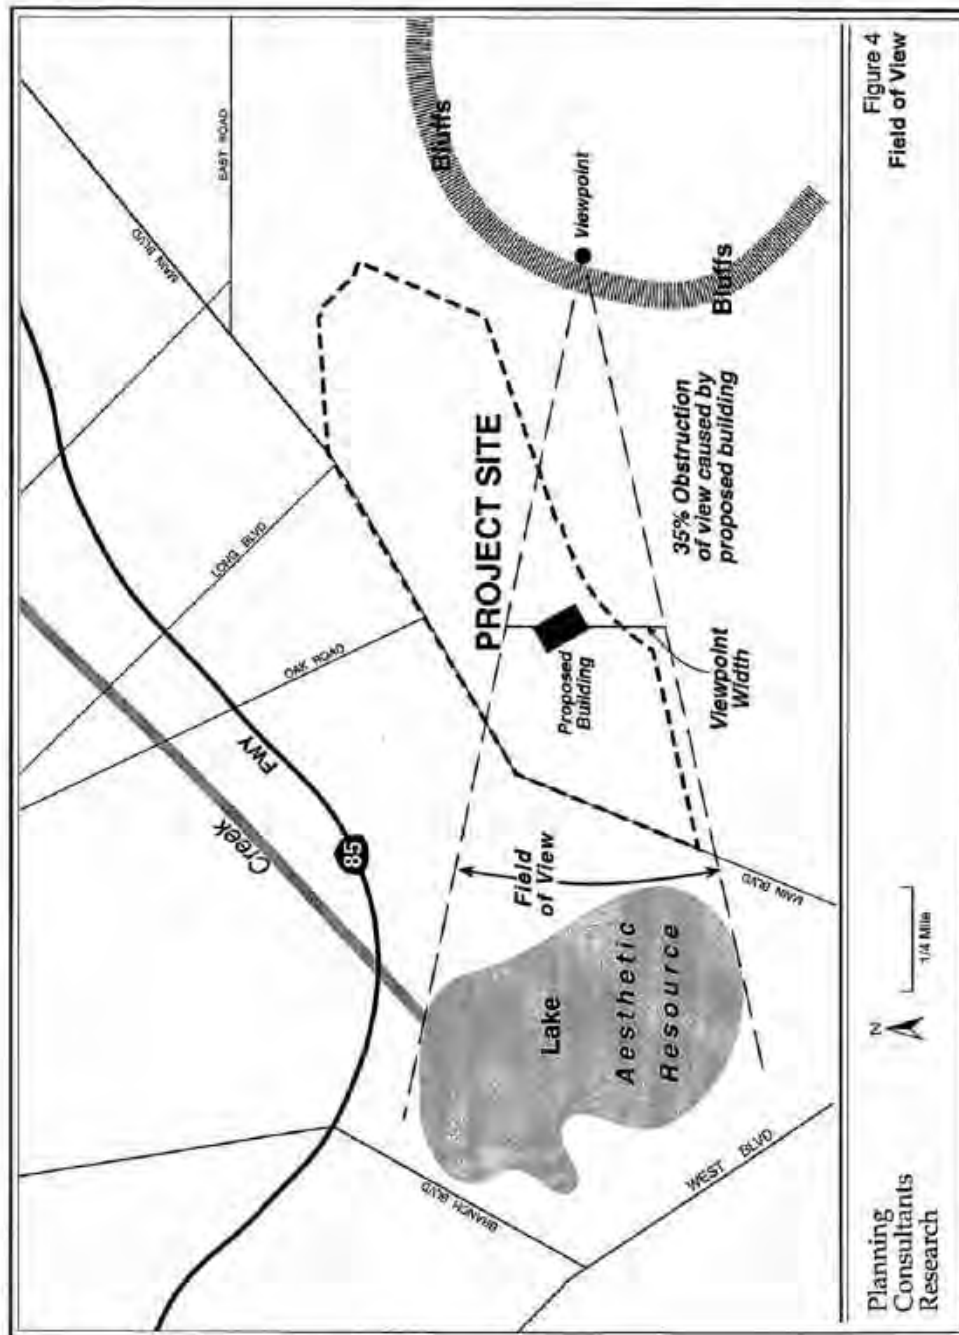 EAST ROAD
MAIN BLVD
Bluffs
Viewpoint
Bluffs
LONG BLVD
OAK ROAD
FWY
85
Creek
PROJECT SITE
35% Obstruction
of view caused by
proposed building
Proposed
Building
Viewpoint
Width
Field
of View
MAIN BLVD
Lake
Aesthetic
Resource
BRANCH BLVD
WEST BLVD
Planning
Consultants
Research
N
1/4 Mile
Figure 4
Field of View